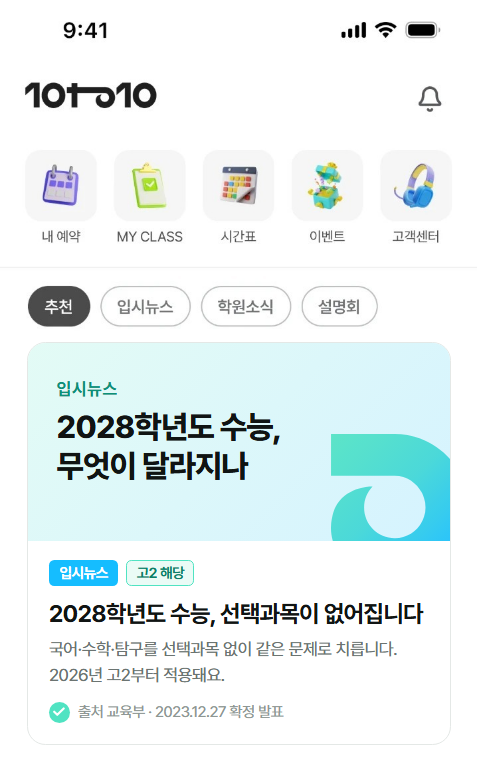 9:41
10to10
내 예약
MY CLASS
시간표
이벤트
고객센터
추천
입시뉴스
학원소식
설명회
입시뉴스
2028학년도 수능,
무엇이 달라지나
입시뉴스
고2 해당
2028학년도 수능, 선택과목이 없어집니다
국어·수학·탐구를 선택과목 없이 같은 문제로 치릅니다.
2026년 고2부터 적용돼요.
출처 교육부 · 2023.12.27 확정 발표